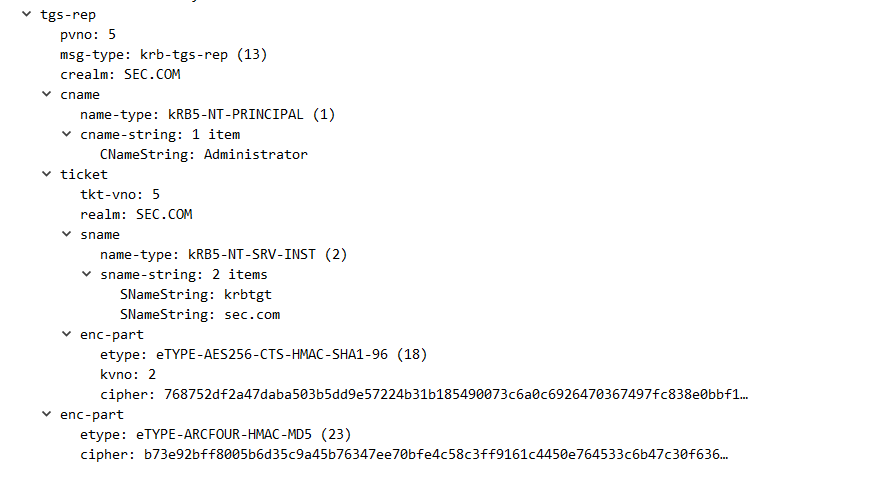 tgs-rep
pvno: 5
msg-type: krb-tgs-rep (13)
crealm: SEC.COM
cname
name-type: kRB5-NT-PRINCIPAL (1)
cname-string: 1 item
CNameString: Administrator
ticket
tkt-vno: 5
realm: SEC.COM
sname
name-type: kRB5-NT-SRV-INST (2)
sname-string: 2 items
SNameString: krbtgt
SNameString: sec.com
enc-part
etype: eTYPE-AES256-CTS-HMAC-SHA1-96 (18)
kvno: 2
cipher: 768752df2a47daba503b5dd9e57224b31b185490073c6a0c6926470367497fc838e0bbf1…
enc-part
etype: eTYPE-ARCFOUR-HMAC-MD5 (23)
cipher: b73e92bff8005b6d35c9a45b76347ee70bfe4c58c3ff9161c4450e764533c6b47c30f636…